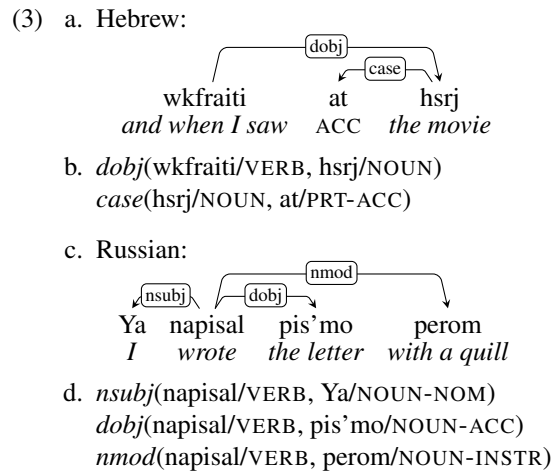 (3) a. Hebrew:
dobj
case
wkfraiti at hsrj
and when I saw ACC the movie
b. dobj(wkfraiti/VERB, hsrj/NOUN)
case(hsrj/NOUN, at/PRT-ACC)
c. Russian:
nmod
nsubj dobj
Ya napisal pis'mo perom
I wrote the letter with a quill
d. nsubj(napisal/VERB, Ya/NOUN-NOM)
dobj(napisal/VERB, pis'mo/NOUN-ACC)
nmod(napisal/VERB, perom/NOUN-INSTR)